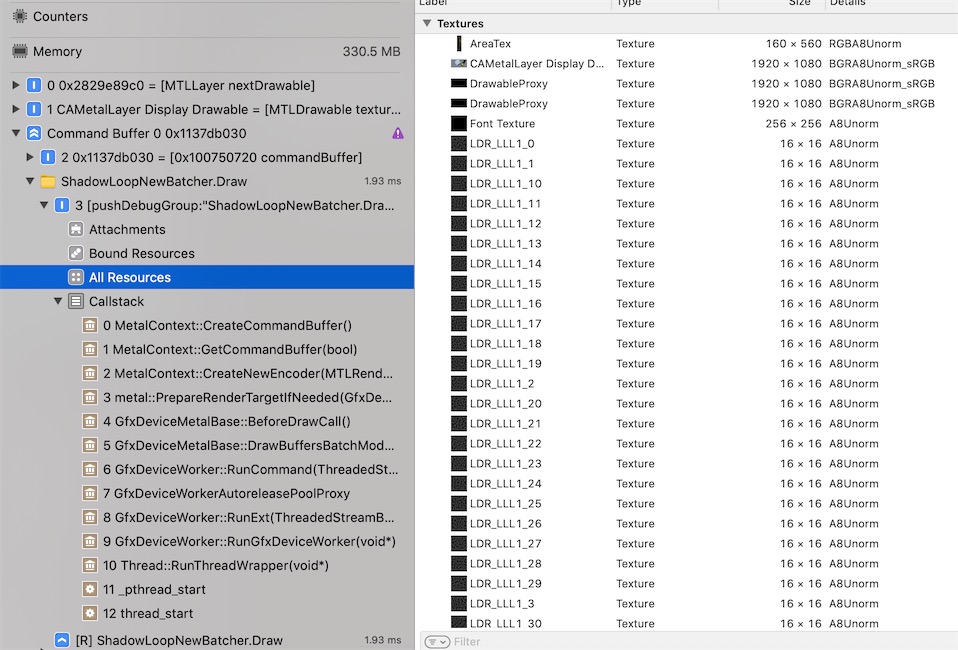 Counters
Memory 330.5 MB
0 0x2829e89c0 = [MTLLayer nextDrawable]
1 CAMetalLayer Display Drawable = [MTLDrawable textur...
Command Buffer 0 0x1137db030
2 0x1137db030 = [0x100750720 commandBuffer]
ShadowLoopNewBatcher.Draw 1.93 ms
3 [pushDebugGroup:"ShadowLoopNewBatcher.Dra...
Attachments
Bound Resources
All Resources
Callstack
0 MetalContext::CreateCommandBuffer()
1 MetalContext::GetCommandBuffer(bool)
2 MetalContext::CreateNewEncoder(MTLRend...
3 metal::PrepareRenderTargetIfNeeded(GfxDe...
4 GfxDeviceMetalBase::BeforeDrawCall()
5 GfxDeviceMetalBase::DrawBuffersBatchMod...
6 GfxDeviceWorker::RunCommand(ThreadedSt...
7 GfxDeviceWorkerAutoreleasePoolProxy
8 GfxDeviceWorker::RunExt(ThreadedStreamB...
9 GfxDeviceWorker::RunGfxDeviceWorker(void*)
10 Thread::RunThreadWrapper(void*)
11 _pthread_start
12 thread_start
[R] ShadowLoopNewBatcher.Draw 1.93 ms
Label Type Size Details
Textures
AreaTex Texture 160 × 560 RGBA8Unorm
CAMetalLayer Display D... Texture 1920 × 1080 BGRA8Unorm_sRGB
DrawableProxy Texture 1920 × 1080 BGRA8Unorm_sRGB
DrawableProxy Texture 1920 × 1080 BGRA8Unorm_sRGB
Font Texture Texture 256 × 256 A8Unorm
LDR_LLL1_0 Texture 16 × 16 A8Unorm
LDR_LLL1_1 Texture 16 × 16 A8Unorm
LDR_LLL1_10 Texture 16 × 16 A8Unorm
LDR_LLL1_11 Texture 16 × 16 A8Unorm
LDR_LLL1_12 Texture 16 × 16 A8Unorm
LDR_LLL1_13 Texture 16 × 16 A8Unorm
LDR_LLL1_14 Texture 16 × 16 A8Unorm
LDR_LLL1_15 Texture 16 × 16 A8Unorm
LDR_LLL1_16 Texture 16 × 16 A8Unorm
LDR_LLL1_17 Texture 16 × 16 A8Unorm
LDR_LLL1_18 Texture 16 × 16 A8Unorm
LDR_LLL1_19 Texture 16 × 16 A8Unorm
LDR_LLL1_2 Texture 16 × 16 A8Unorm
LDR_LLL1_20 Texture 16 × 16 A8Unorm
LDR_LLL1_21 Texture 16 × 16 A8Unorm
LDR_LLL1_22 Texture 16 × 16 A8Unorm
LDR_LLL1_23 Texture 16 × 16 A8Unorm
LDR_LLL1_24 Texture 16 × 16 A8Unorm
LDR_LLL1_25 Texture 16 × 16 A8Unorm
LDR_LLL1_26 Texture 16 × 16 A8Unorm
LDR_LLL1_27 Texture 16 × 16 A8Unorm
LDR_LLL1_28 Texture 16 × 16 A8Unorm
LDR_LLL1_29 Texture 16 × 16 A8Unorm
LDR_LLL1_3 Texture 16 × 16 A8Unorm
LDR_LLL1_30 Texture 16 × 16 A8Unorm
Filter